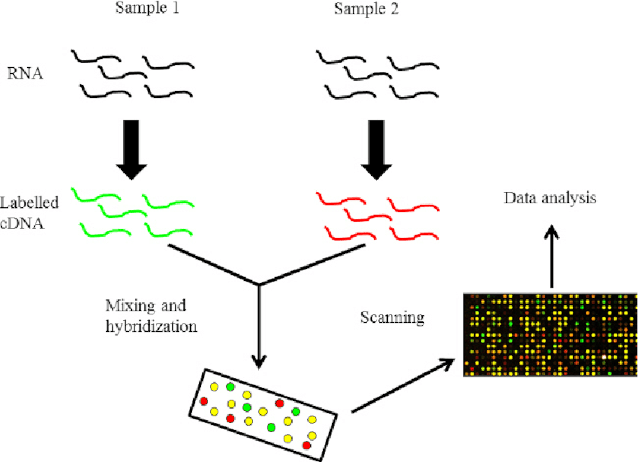 Sample 1
Sample 2
RNA
Labelled
cDNA
Data analysis
Mixing and
hybridization
Scanning